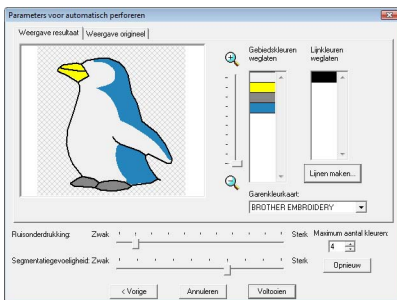 Parameters voor automatisch perforeren
Weergave resultaat
Weergave origineel
Gebiedskleuren weglaten
Lijnkleuren weglaten
Lijnen maken...
Garenkleurkaart:
BROTHER EMBROIDERY
Ruisonderdrukking:
Zwak
Sterk
Maximum aantal kleuren:
4
Segmentatiegevoeligheid:
Zwak
Sterk
Opnieuw
< Vorige
Annuleren
Voltooien